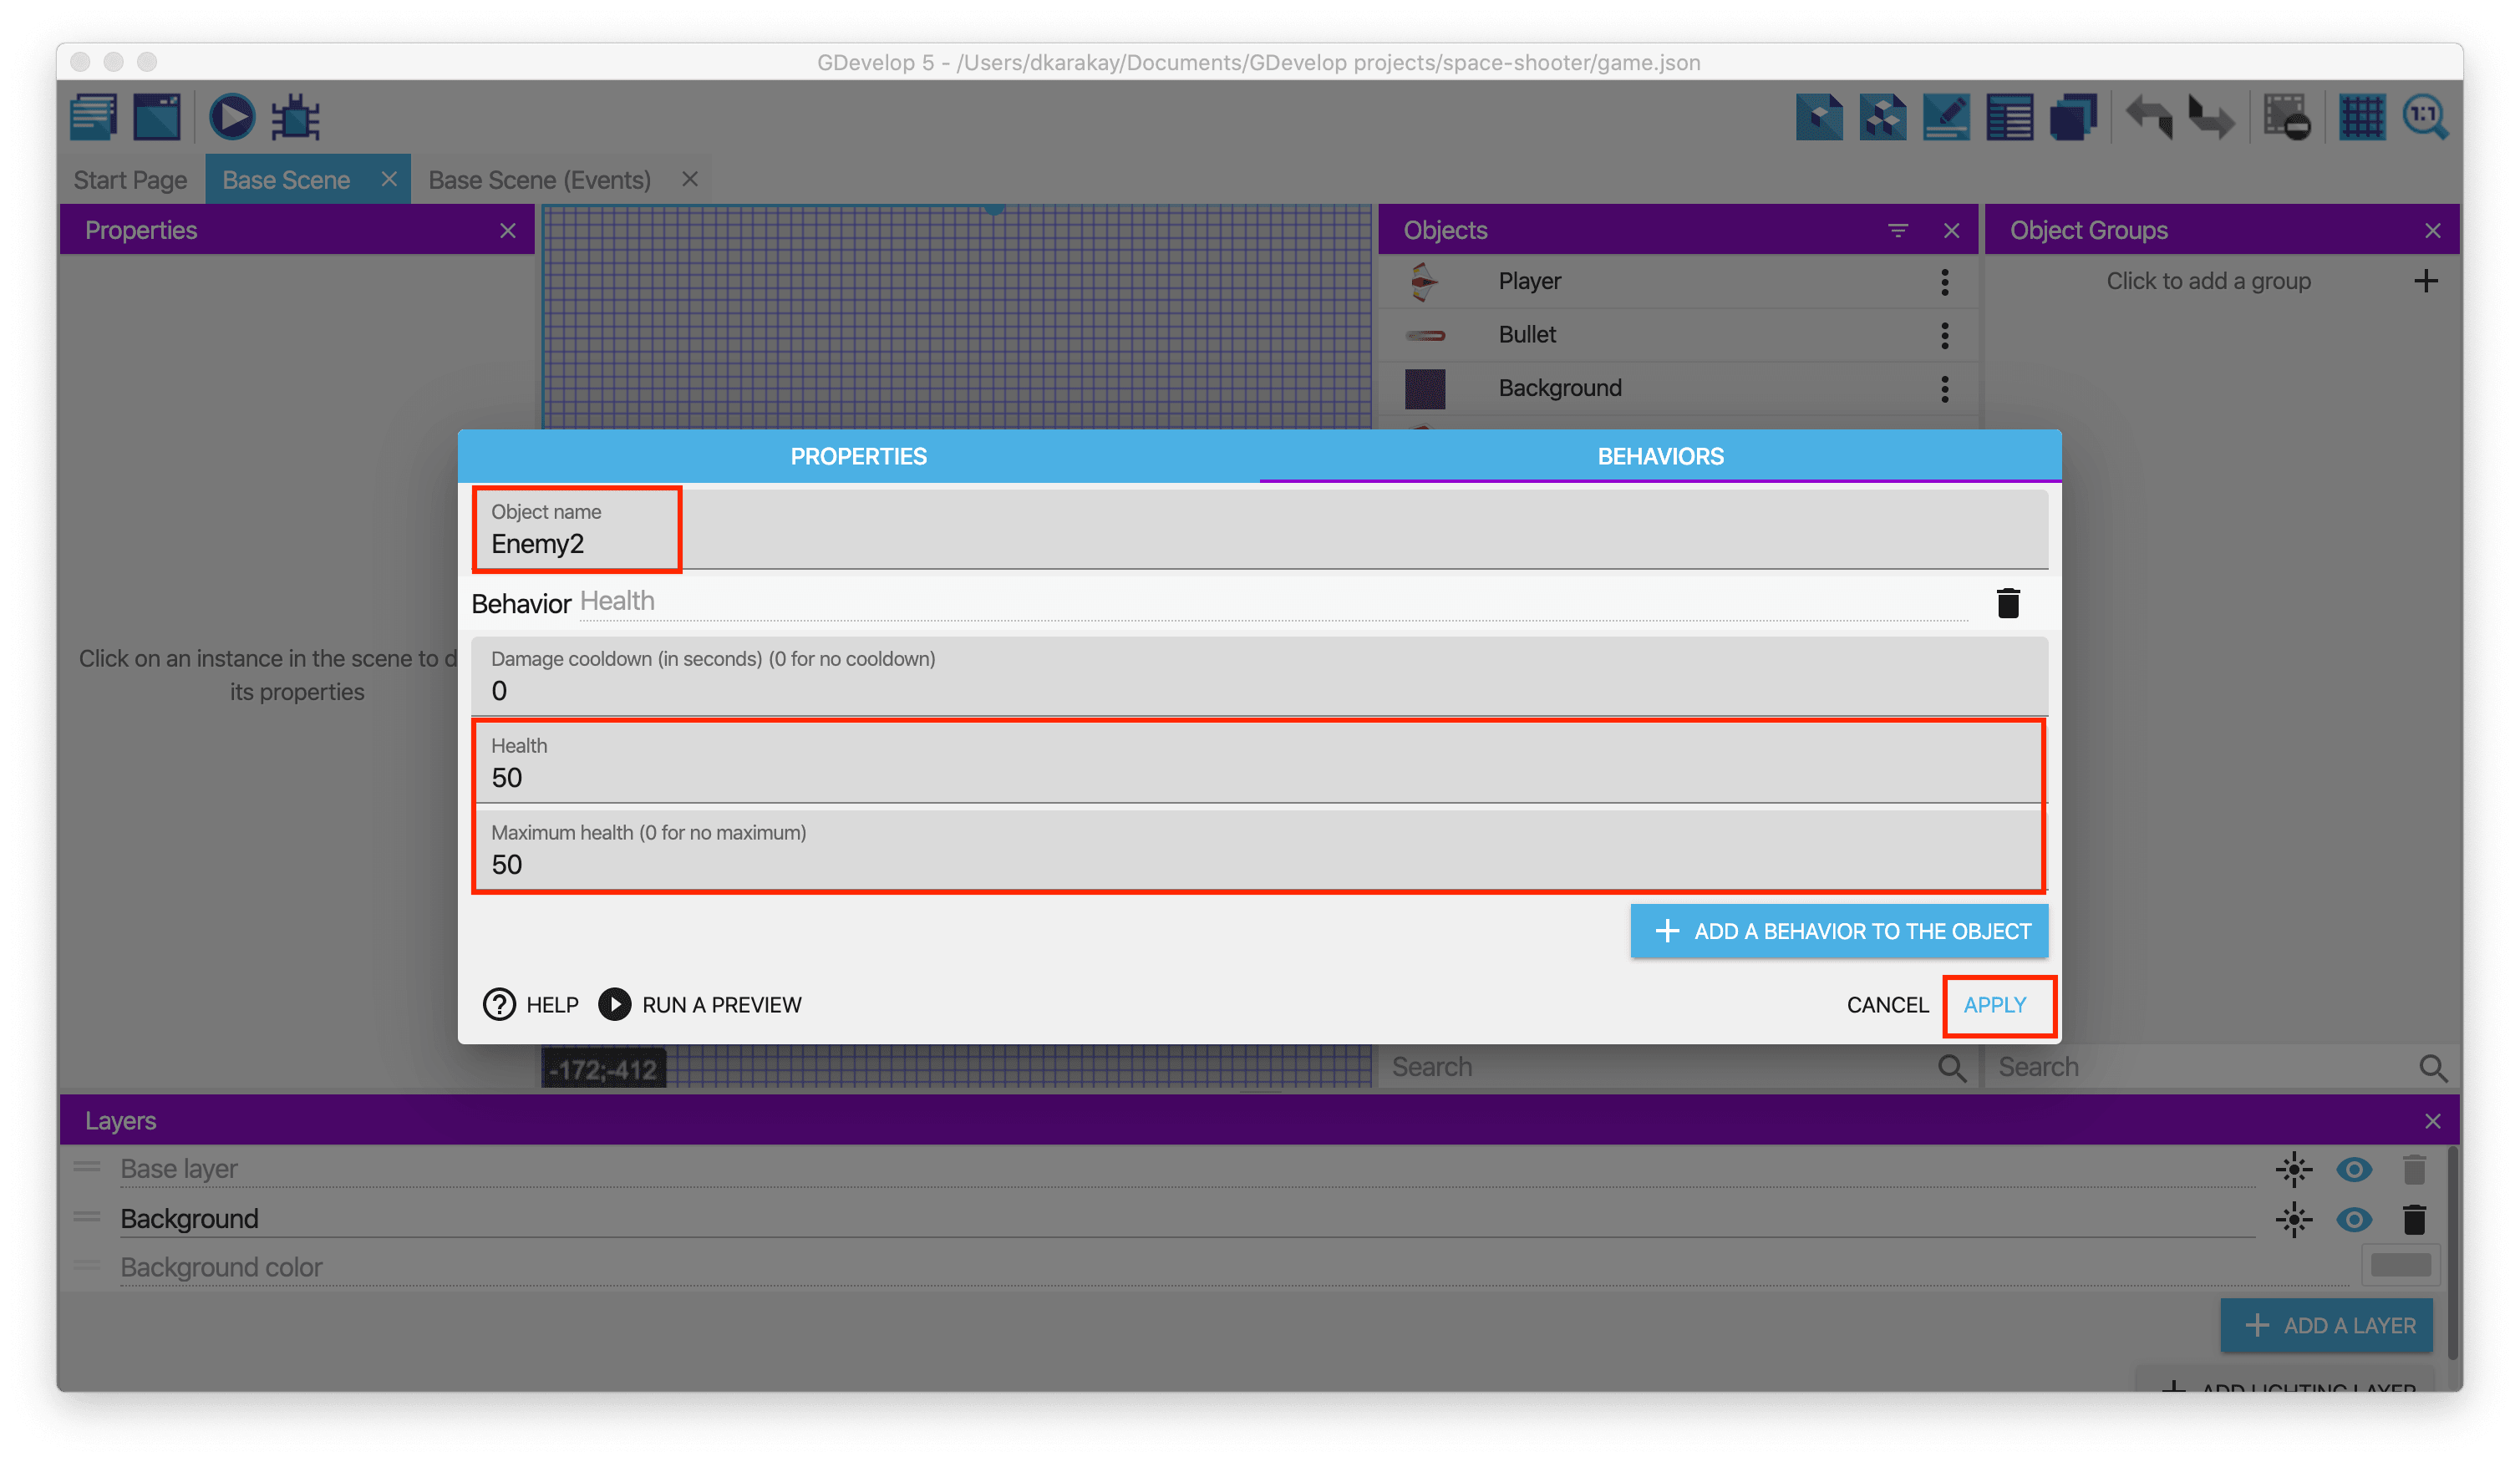 GDevelop 5 - /Users/dkarakay/Documents/GDevelop projects/space-shooter/game.json
1:1
Start Page
Base Scene
Base Scene (Events)
Properties
Objects
Object Groups
Player
Click to add a group
Bullet
Background
PROPERTIES
BEHAVIORS
Object name
Enemy2
Behavior Health
Damage cooldown (in seconds) (0 for no cooldown)
0
Click on an instance in the scene to d
its properties
Health
50
Maximum health (0 for no maximum)
50
ADD A BEHAVIOR TO THE OBJECT
HELP
RUN A PREVIEW
CANCEL
APPLY
-172;-412
Search
Search
Layers
Base layer
Background
Background color
ADD A LAYER
ADD LIGHTING LAYER